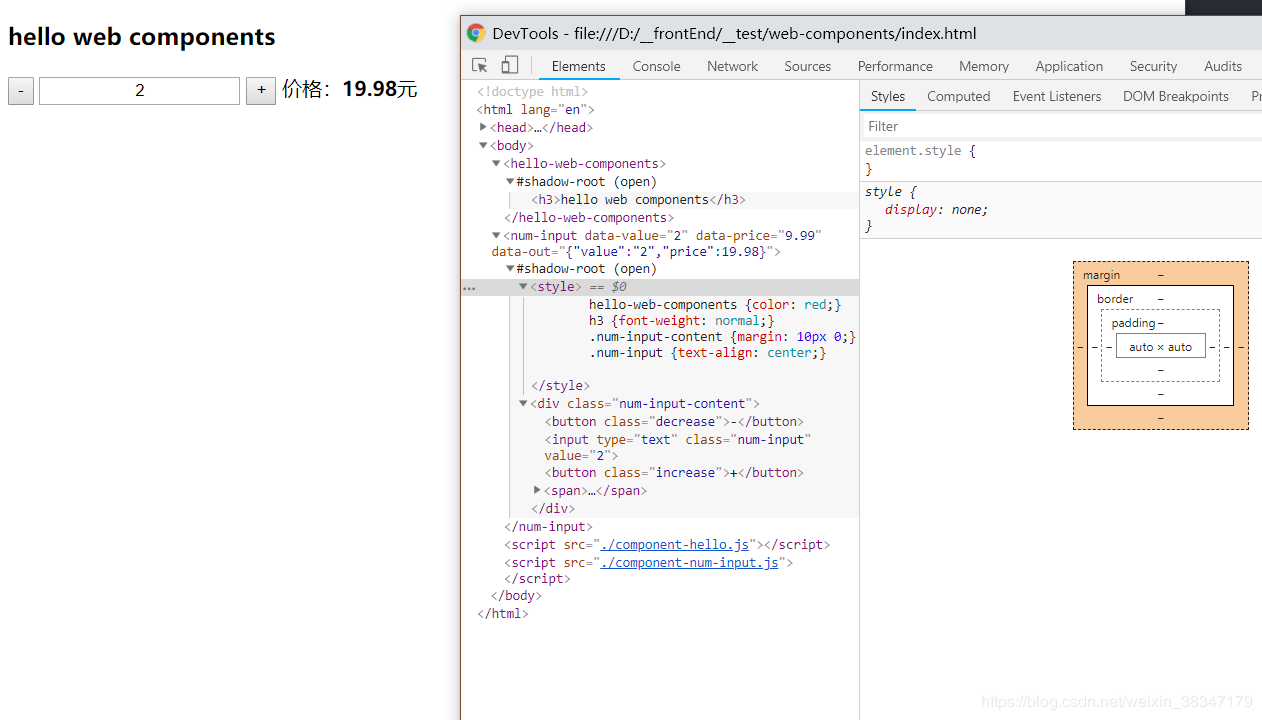 hello web components
- 2 + 价格：19.98元
DevTools - file:///D:/__frontEnd/__test/web-components/index.html
Elements Console Network Sources Performance Memory Application Security Audits
<!doctype html>
<html lang="en">
<head>…</head>
<body>
<hello-web-components>
#shadow-root (open)
<h3>hello web components</h3>
</hello-web-components>
<num-input data-value="2" data-price="9.99"
data-out="{"value":"2","price":19.98}">
#shadow-root (open)
… <style> == $0
hello-web-components {color: red;}
h3 {font-weight: normal;}
.num-input-content {margin: 10px 0;}
.num-input {text-align: center;}
</style>
<div class="num-input-content">
<button class="decrease">-</button>
<input type="text" class="num-input"
value="2">
<button class="increase">+</button>
<span>…</span>
</div>
</num-input>
<script src="./component-hello.js"></script>
<script src="./component-num-input.js">
</script>
</body>
</html>
Styles Computed Event Listeners DOM Breakpoints Pr
Filter
element.style {
}
style {
display: none;
}
margin –
border –
padding –
– – – auto × auto – – –
–
–
–
https://blog.csdn.net/weixin_38347179